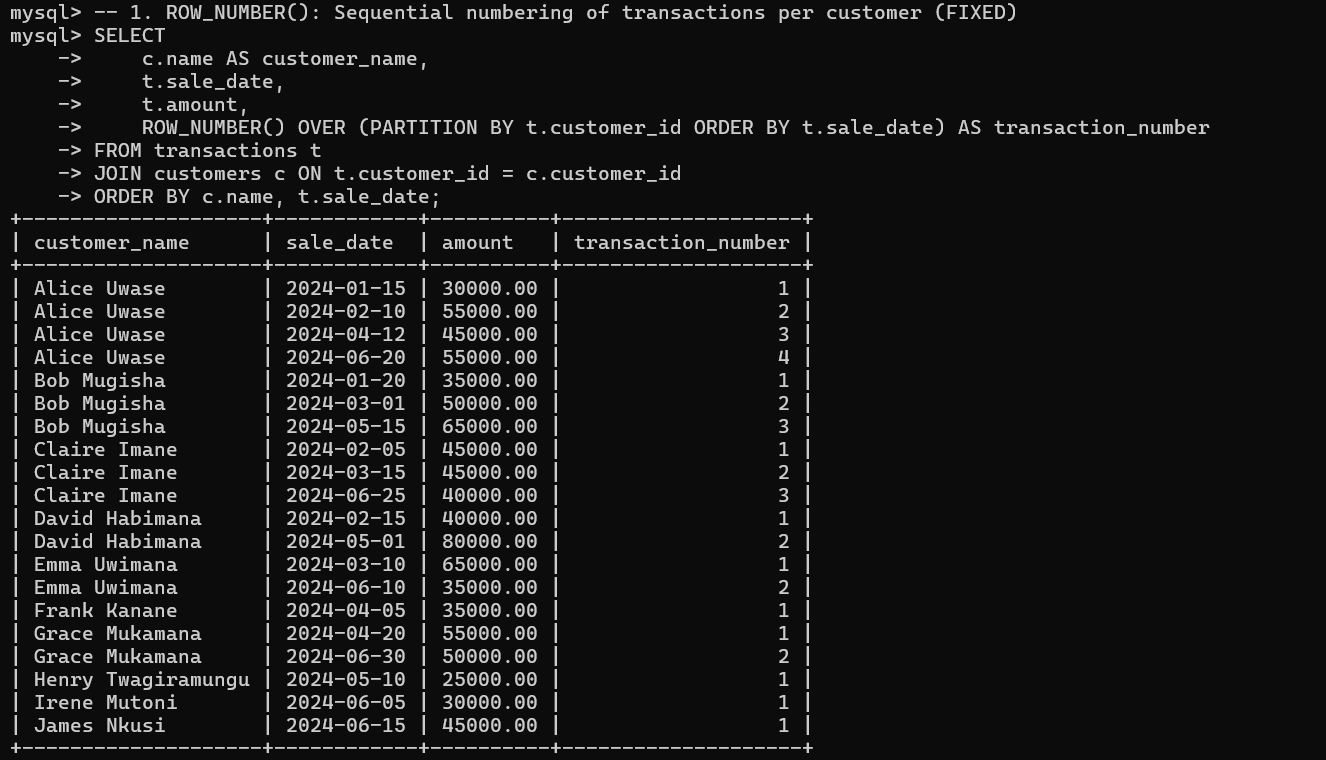 mysql> -- 1. ROW_NUMBER(): Sequential numbering of transactions per customer (FIXED)
mysql> SELECT
    ->     c.name AS customer_name,
    ->     t.sale_date,
    ->     t.amount,
    ->     ROW_NUMBER() OVER (PARTITION BY t.customer_id ORDER BY t.sale_date) AS transaction_number
    -> FROM transactions t
    -> JOIN customers c ON t.customer_id = c.customer_id
    -> ORDER BY c.name, t.sale_date;
+--------------------+------------+----------+--------------------+
| customer_name      | sale_date  | amount   | transaction_number |
+--------------------+------------+----------+--------------------+
| Alice Uwase        | 2024-01-15 | 30000.00 |                  1 |
| Alice Uwase        | 2024-02-10 | 55000.00 |                  2 |
| Alice Uwase        | 2024-04-12 | 45000.00 |                  3 |
| Alice Uwase        | 2024-06-20 | 55000.00 |                  4 |
| Bob Mugisha        | 2024-01-20 | 35000.00 |                  1 |
| Bob Mugisha        | 2024-03-01 | 50000.00 |                  2 |
| Bob Mugisha        | 2024-05-15 | 65000.00 |                  3 |
| Claire Imane       | 2024-02-05 | 45000.00 |                  1 |
| Claire Imane       | 2024-03-15 | 45000.00 |                  2 |
| Claire Imane       | 2024-06-25 | 40000.00 |                  3 |
| David Habimana     | 2024-02-15 | 40000.00 |                  1 |
| David Habimana     | 2024-05-01 | 80000.00 |                  2 |
| Emma Uwimana       | 2024-03-10 | 65000.00 |                  1 |
| Emma Uwimana       | 2024-06-10 | 35000.00 |                  2 |
| Frank Kanane       | 2024-04-05 | 35000.00 |                  1 |
| Grace Mukamana     | 2024-04-20 | 55000.00 |                  1 |
| Grace Mukamana     | 2024-06-30 | 50000.00 |                  2 |
| Henry Twagiramungu | 2024-05-10 | 25000.00 |                  1 |
| Irene Mutoni       | 2024-06-05 | 30000.00 |                  1 |
| James Nkusi        | 2024-06-15 | 45000.00 |                  1 |
+--------------------+------------+----------+--------------------+